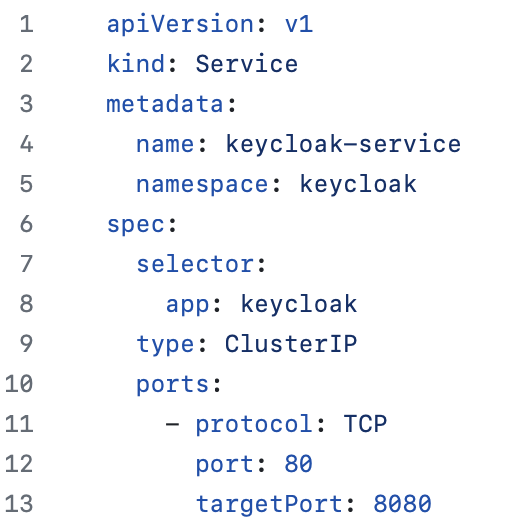 1 apiVersion: v1
2 kind: Service
3 metadata:
4   name: keycloak-service
5   namespace: keycloak
6 spec:
7   selector:
8     app: keycloak
9   type: ClusterIP
10   ports:
11     - protocol: TCP
12       port: 80
13       targetPort: 8080